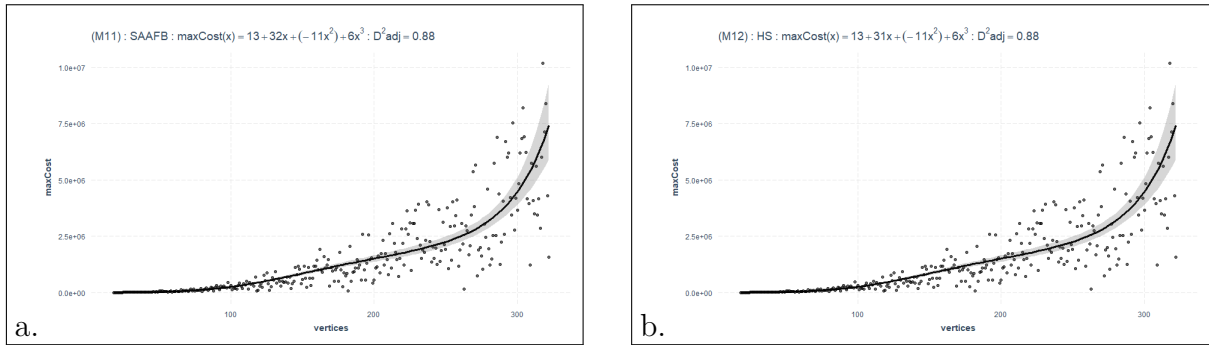 (M11) : SAAFB : maxCost(x) = 13 + 32x + (− 11x²) + 6x³ : D²adj = 0.88
1.0e+07
7.5e+06
5.0e+06
2.5e+06
0.0e+00
maxCost
100 200 300
vertices
a.
(M12) : HS : maxCost(x) = 13 + 31x + (− 11x²) + 6x³ : D²adj = 0.88
1.0e+07
7.5e+06
5.0e+06
2.5e+06
0.0e+00
maxCost
100 200 300
vertices
b.